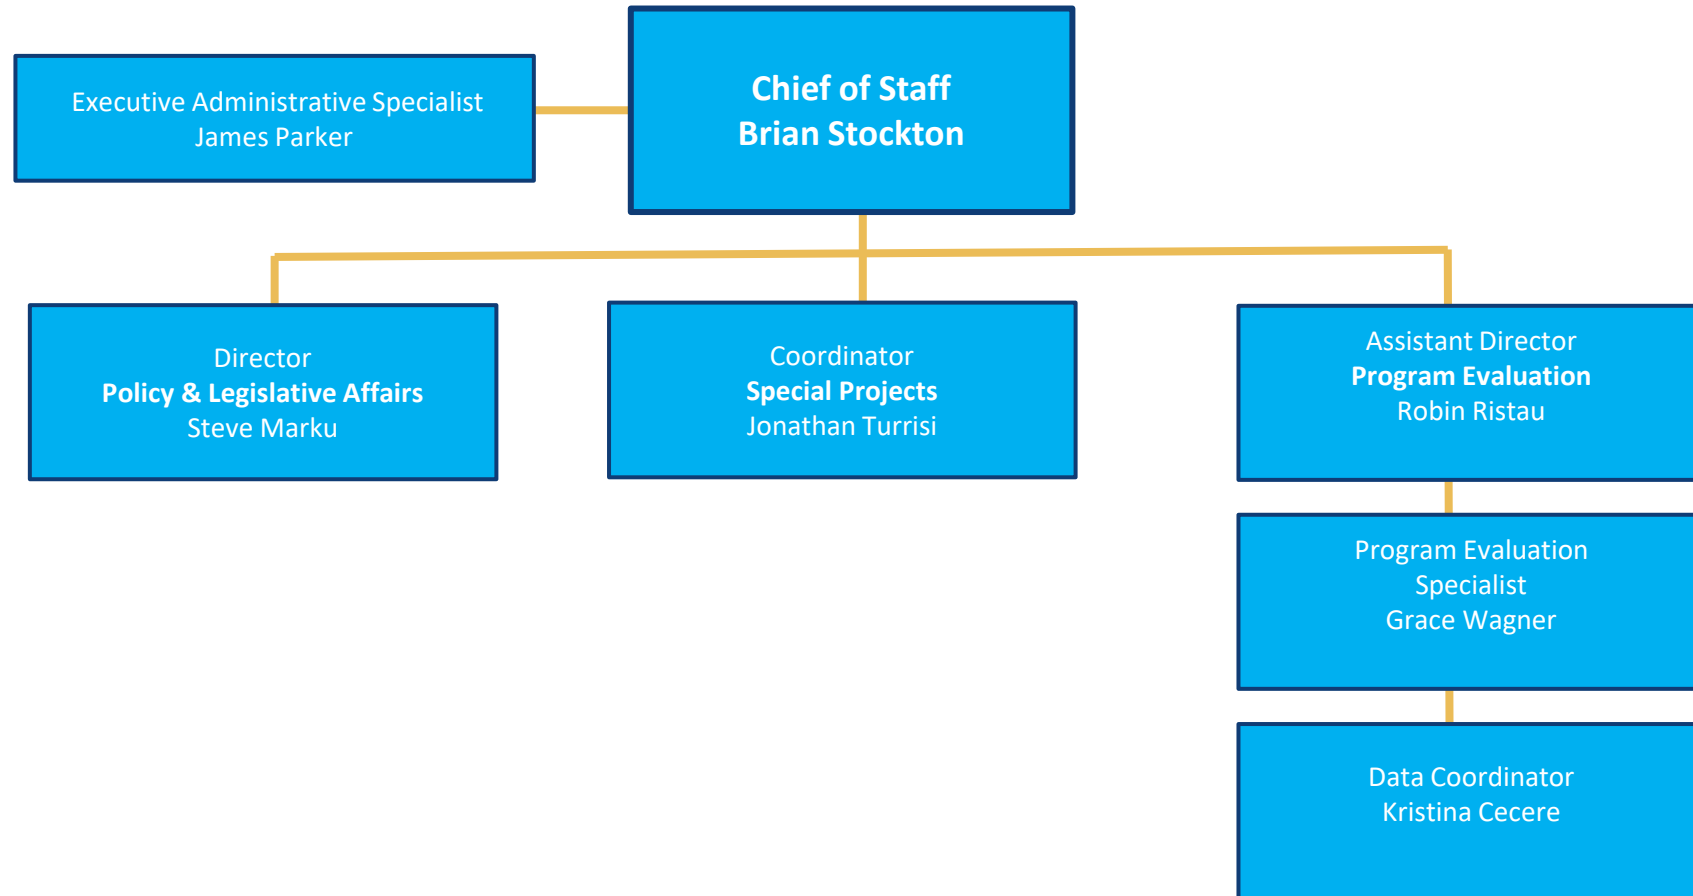 Executive Administrative Specialist
James Parker
Chief of Staff
Brian Stockton
Director
Policy & Legislative Affairs
Steve Marku
Coordinator
Special Projects
Jonathan Turrisi
Assistant Director
Program Evaluation
Robin Ristau
Program Evaluation
Specialist
Grace Wagner
Data Coordinator
Kristina Cecere